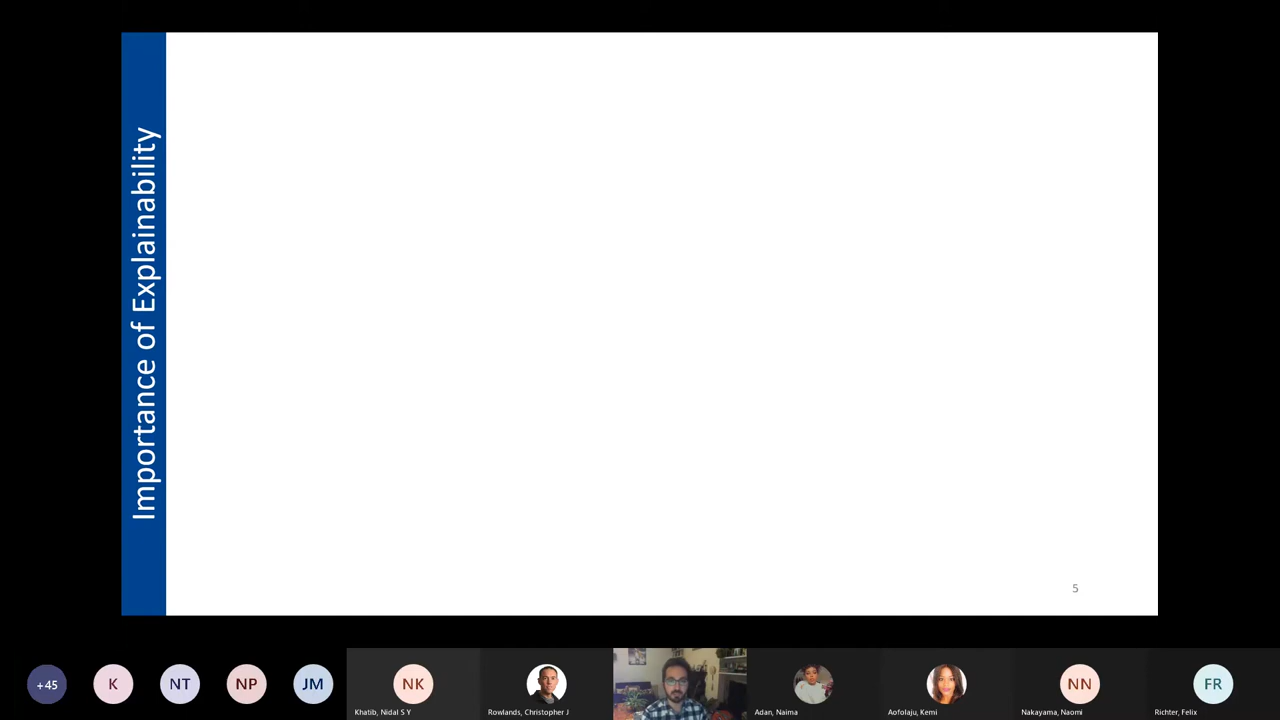 Importance of Explainability
5
+45
K
NT
NP
JM
NK
NN
FR
Khatib, Nidal S Y
Rowlands, Christopher J
Adan, Naima
Aofolaju, Kemi
Nakayama, Naomi
Richter, Felix